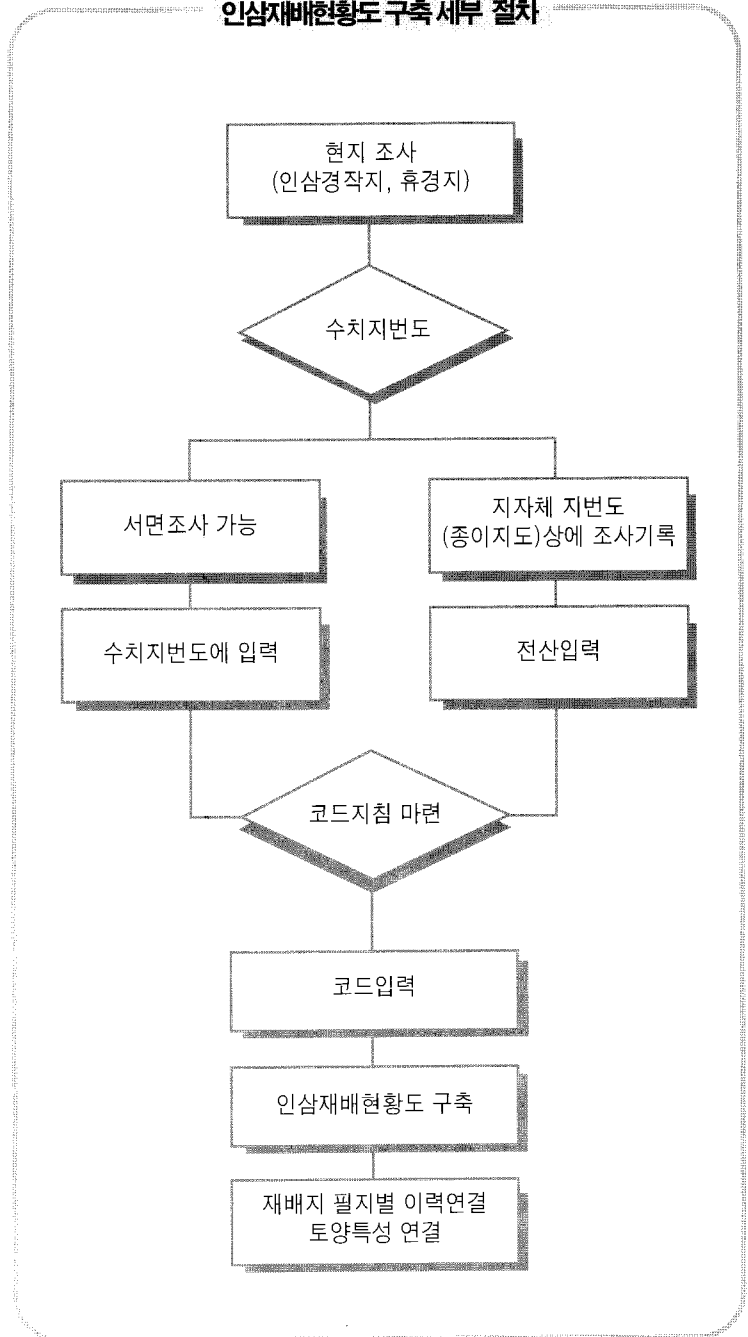 인삼재배현황도 구축 세부 절차
현지 조사
(인삼경작지, 휴경지)
수치지번도
서면조사 가능
지자체 지번도
(종이지도)상에 조사기록
수치지번도에 입력
전산입력
코드지침 마련
코드입력
인삼재배현황도 구축
재배지 필지별 이력연결
토양특성 연결